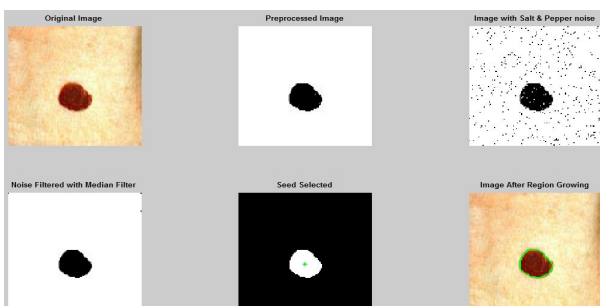 Original Image
Preprocessed Image
Image with Salt & Pepper noise
Noise Filtered with Median Filter
Seed Selected
Image After Region Growing